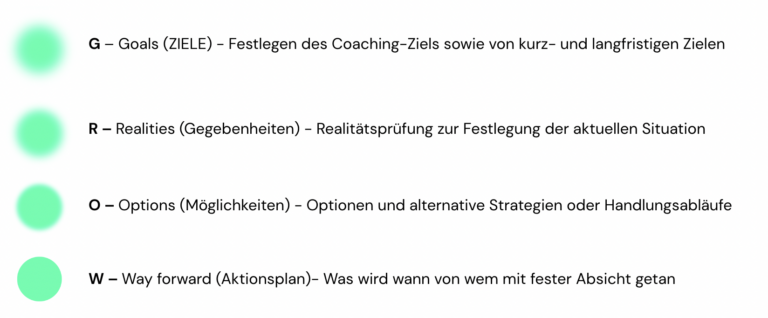 G – Goals (ZIELE) - Festlegen des Coaching-Ziels sowie von kurz- und langfristigen Zielen
R – Realities (Gegebenheiten) - Realitätsprüfung zur Festlegung der aktuellen Situation
O – Options (Möglichkeiten) - Optionen und alternative Strategien oder Handlungsabläufe
W – Way forward (Aktionsplan)- Was wird wann von wem mit fester Absicht getan